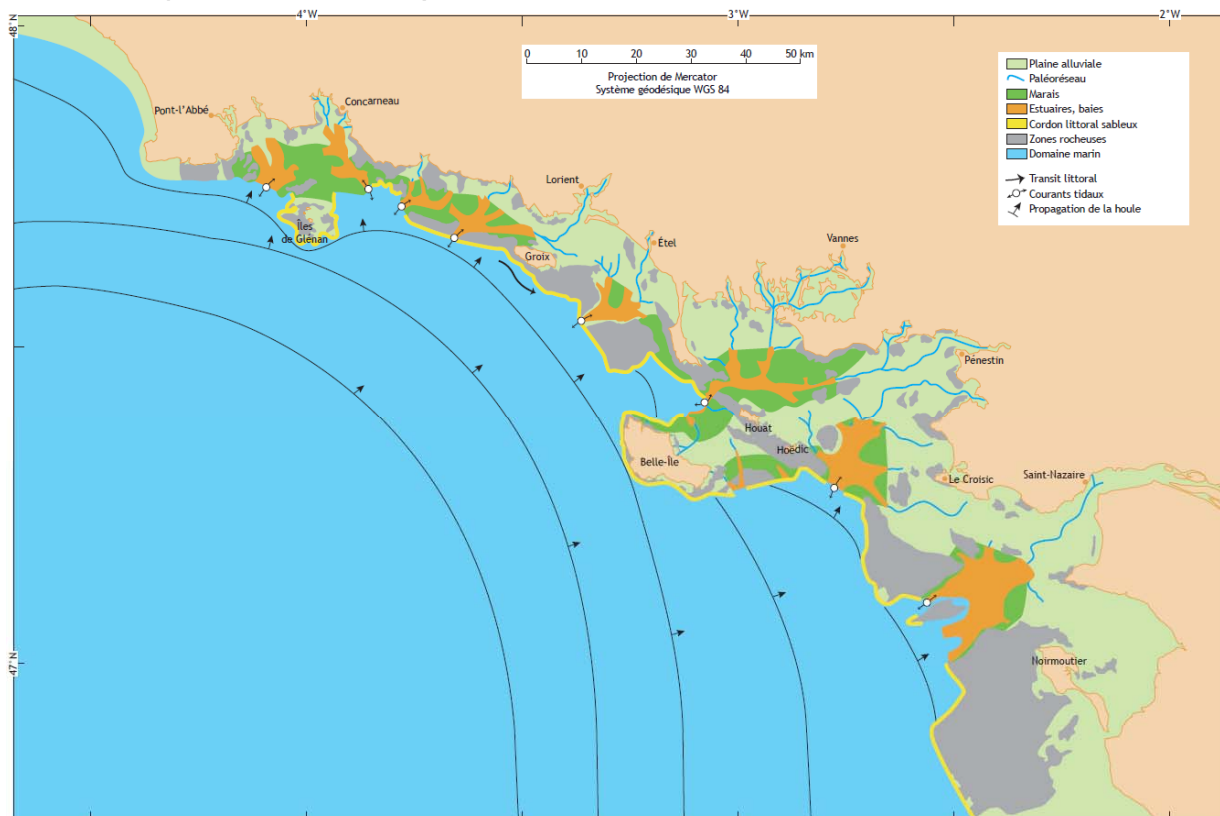 4°W
3°W
2°W
48°N
0 10 20 30 40 50 km
Projection de Mercator
Système géodésique WGS 84
Plaine alluviale
Paléoréseau
Marais
Estuaires, baies
Cordon littoral sableux
Zones rocheuses
Domaine marin
Transit littoral
Courants tidaux
Propagation de la houle
Pont-l'Abbé
Concarneau
Lorient
Îles
de Glénan
Groix
Étel
Vannes
Pénestin
Houat
Hoëdic
Belle-Île
Le Croisic
Saint-Nazaire
Noirmoutier
47°N